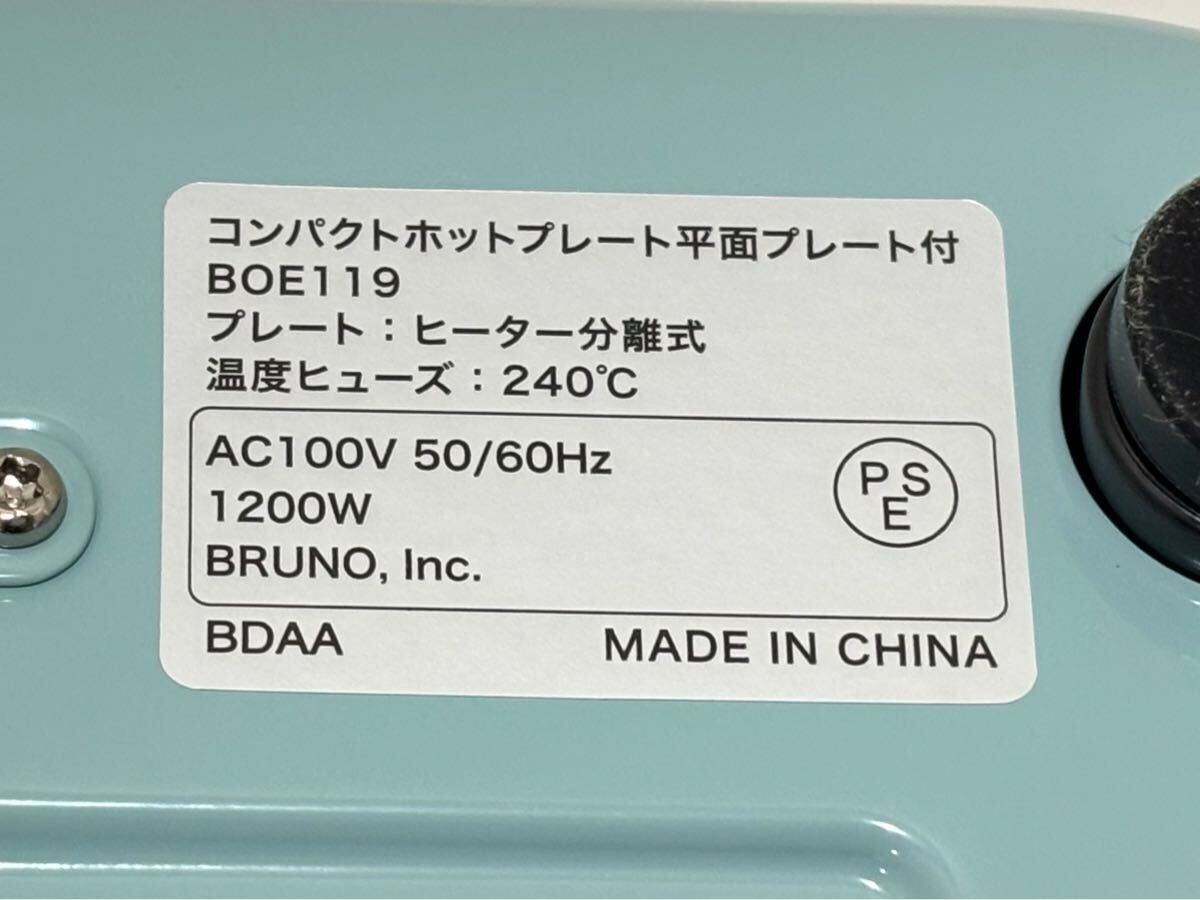 コンパクトホットプレート平面プレート付
BOE119
プレート：ヒーター分離式
温度ヒューズ：240℃
AC100V 50/60Hz
1200W
BRUNO, Inc.
PSE
BDAA
MADE IN CHINA